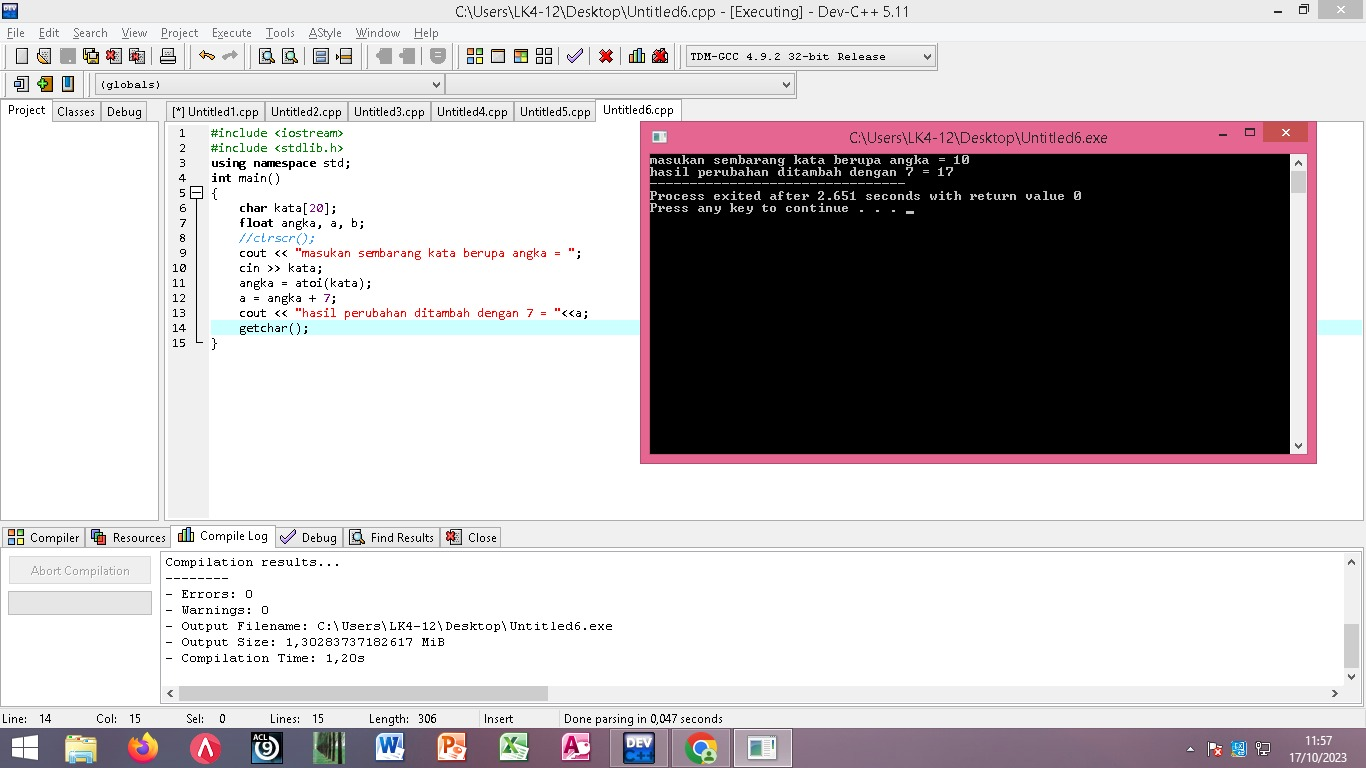 C:\Users\LK4-12\Desktop\Untitled6.cpp - [Executing] - Dev-C++ 5.11
File Edit Search View Project Execute Tools AStyle Window Help
TDM-GCC 4.9.2 32-bit Release
(globals)
Project Classes Debug
[*] Untitled1.cpp Untitled2.cpp Untitled3.cpp Untitled4.cpp Untitled5.cpp Untitled6.cpp
1 #include <iostream>
2 #include <stdlib.h>
3 using namespace std;
4 int main()
5 {
6 char kata[20];
7 float angka, a, b;
8 //clrscr();
9 cout << "masukan sembarang kata berupa angka = ";
10 cin >> kata;
11 angka = atoi(kata);
12 a = angka + 7;
13 cout << "hasil perubahan ditambah dengan 7 = "<<a;
14 getchar();
15 }
C:\Users\LK4-12\Desktop\Untitled6.exe
masukan sembarang kata berupa angka = 10
hasil perubahan ditambah dengan 7 = 17
--------------------------------
Process exited after 2.651 seconds with return value 0
Press any key to continue . . .
Compiler Resources Compile Log Debug Find Results Close
Abort Compilation
Compilation results...
--------
- Errors: 0
- Warnings: 0
- Output Filename: C:\Users\LK4-12\Desktop\Untitled6.exe
- Output Size: 1,30283737182617 MiB
- Compilation Time: 1,20s
Line: 14 Col: 15 Sel: 0 Lines: 15 Length: 306 Insert Done parsing in 0,047 seconds
ACL
9
DEV
C++
11:57
17/10/2023